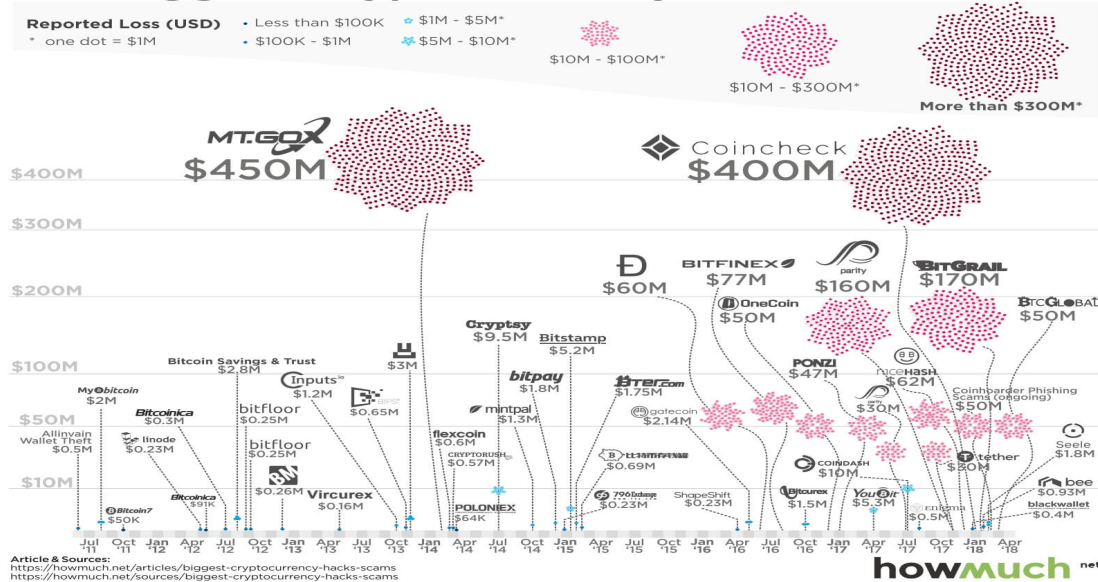 Reported Loss (USD)
* one dot = $1M
Less than $100K
$100K - $1M
$1M - $5M*
$5M - $10M*
$10M - $100M*
$10M - $300M*
More than $300M*
MT.GOX
$450M
Coincheck
$400M
$400M
$300M
$200M
$100M
$50M
$10M
Đ
$60M
BITFINEX
$77M
parity
$160M
BITGRAIL
$170M
OneCoin
$50M
BTCGLOBAL
$50M
Cryptsy
$9.5M
Bitstamp
$5.2M
PONZI
$47M
NICEHASH
$62M
Bitcoin Savings & Trust
$2.8M
$3M
Inputs.io
$1.2M
$0.65M
bitpay
$1.8M
BTer.com
$1.75M
parity
$30M
Coinhoarder Phishing
Scams (ongoing)
$50M
My bitcoin
$2M
Bitcoinica
$0.3M
bitfloor
$0.25M
mintpal
$1.3M
gatecoin
$2.14M
Allinvain
Wallet Theft
$0.5M
linode
$0.23M
bitfloor
$0.25M
flexcoin
$0.6M
CRYPTORUSH
$0.57M
$0.69M
COINDASH
$10M
tether
$30M
Seele
$1.8M
$0.26M
Vircurex
$0.16M
Bitcoin7
$50K
Bitcoinica
$91K
POLONIEX
$64K
796
$0.23M
ShapeShift
$0.23M
Bitcurex
$1.5M
YouBit
$5.3M
enigma
$0.5M
bee
$0.93M
blackwallet
$0.4M
Jul '11
Oct '11
Jan '12
Apr '12
Jul '12
Oct '12
Jan '13
Apr '13
Jul '13
Oct '13
Jan '14
Apr '14
Jul '14
Oct '14
Jan '15
Apr '15
Jul '15
Oct '15
Jan '16
Apr '16
Jul '16
Oct '16
Jan '17
Apr '17
Jul '17
Oct '17
Jan '18
Apr '18
Article & Sources:
https://howmuch.net/articles/biggest-cryptocurrency-hacks-scams
https://howmuch.net/sources/biggest-cryptocurrency-hacks-scams
howmuch.net